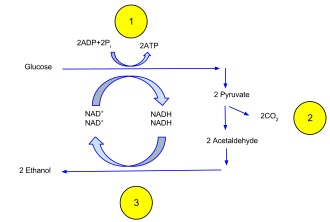 1
2ADP+2Pi 2ATP
Glucose
2 Pyruvate
NAD⁺ NADH
NAD⁺ NADH
2CO₂ 2
2 Acetaldehyde
2 Ethanol
3